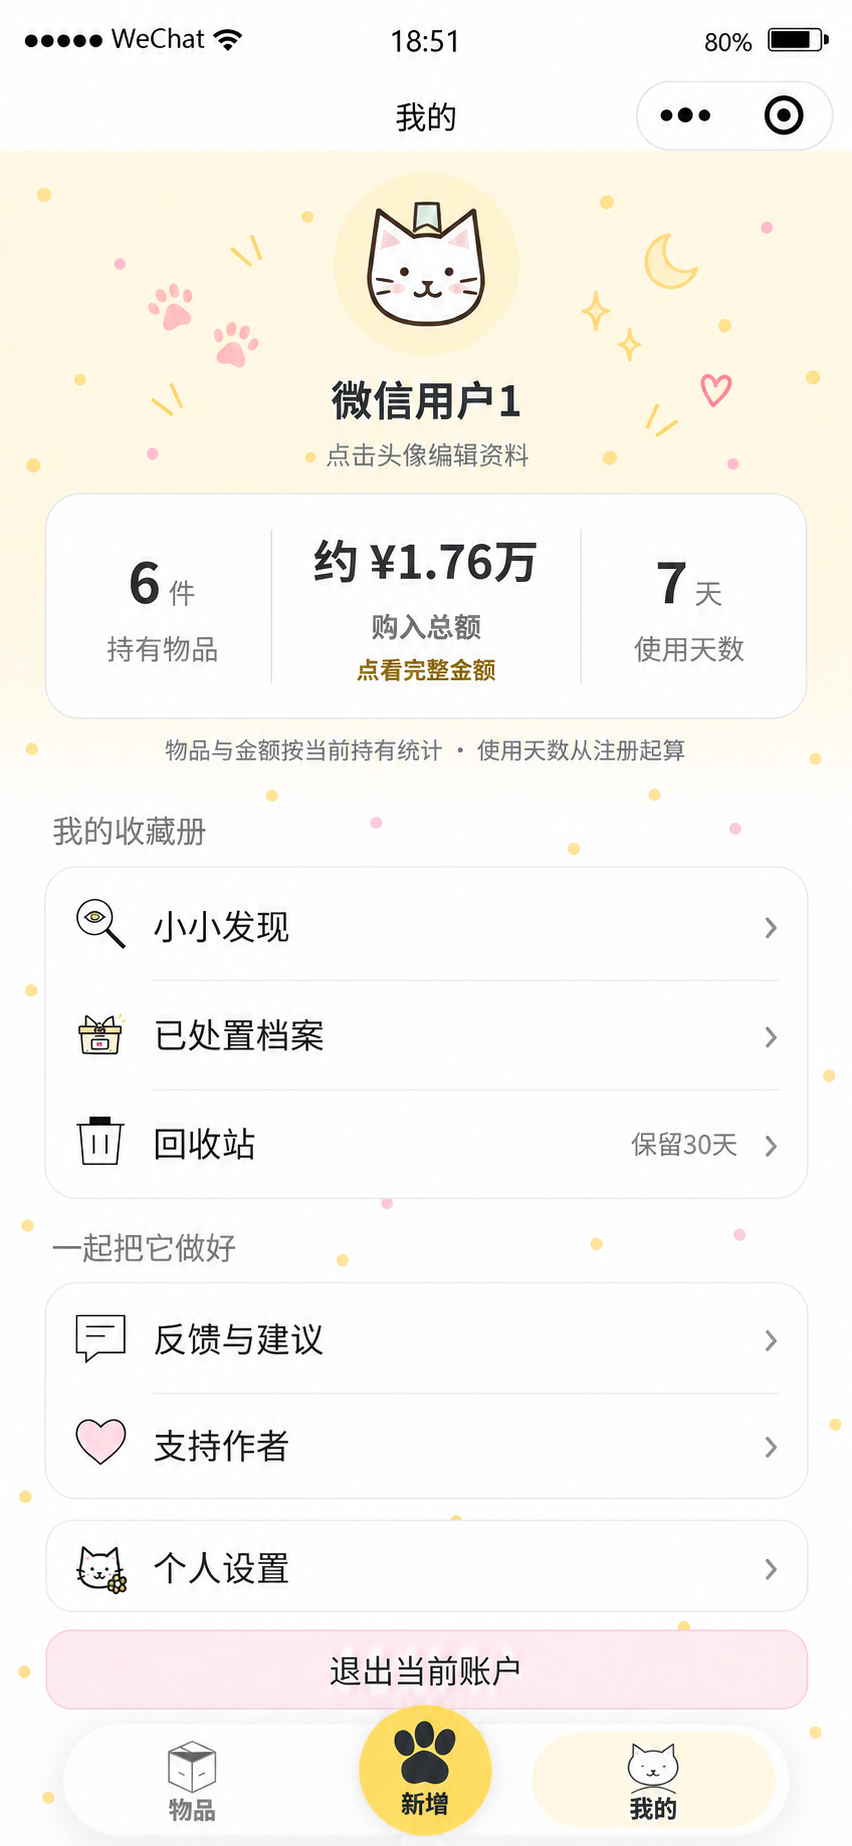 WeChat 18:51 80%
我的
微信用户1
点击头像编辑资料
6 件 约 ¥1.76万 7 天
持有物品 购入总额 使用天数
点看完整金额
物品与金额按当前持有统计 · 使用天数从注册起算
我的收藏册
小小发现
已处置档案
回收站 保留30天
一起把它做好
反馈与建议
支持作者
个人设置
退出当前账户
物品 新增 我的